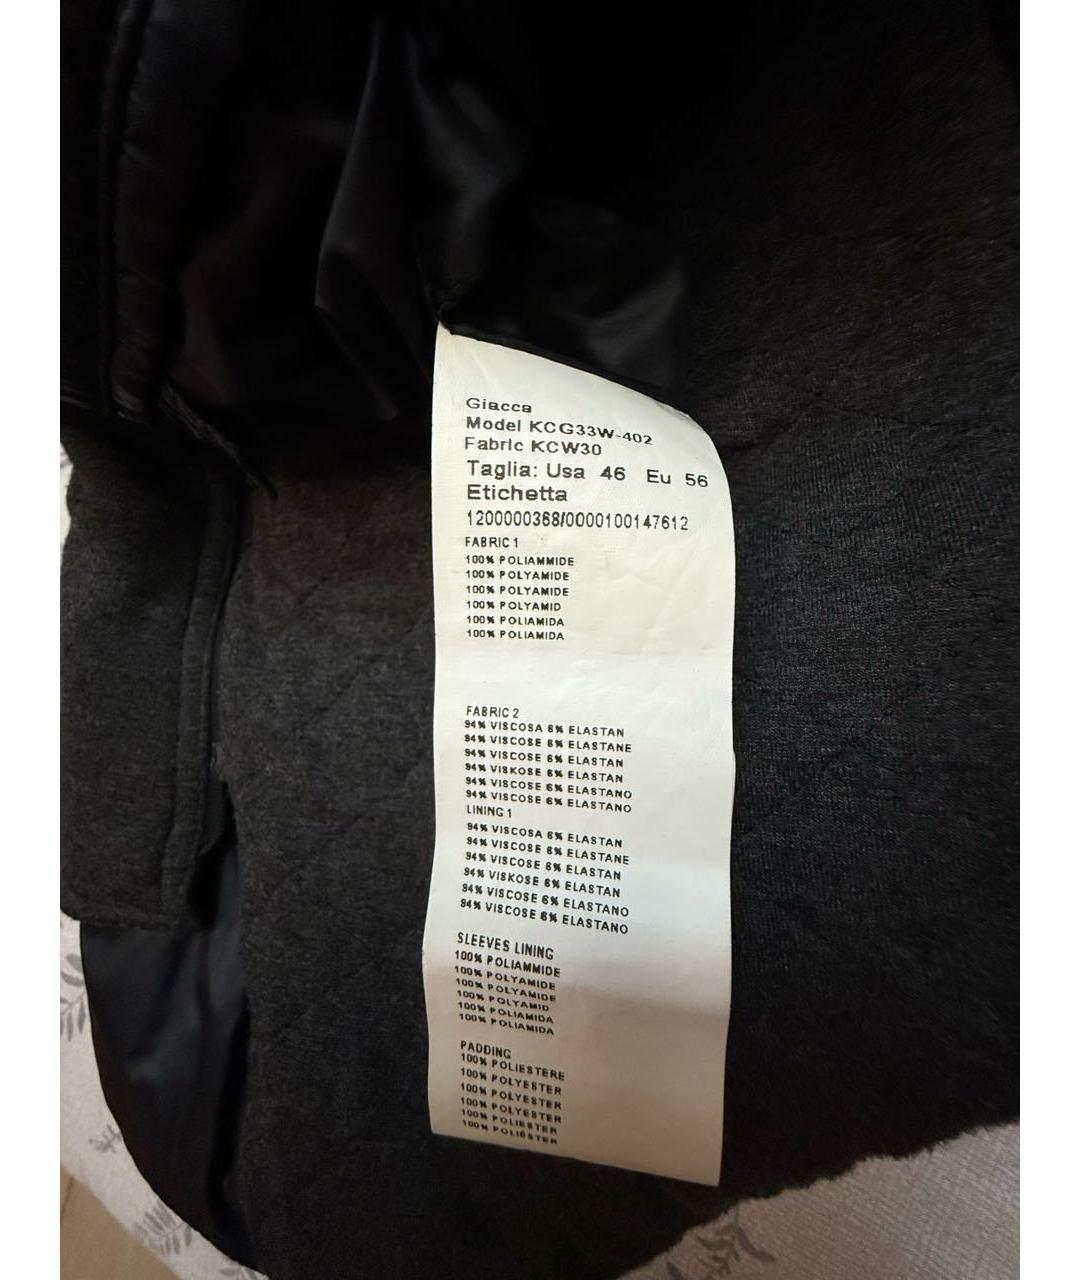 Giacca
Model KCG33W-402
Fabric KCW30
Taglia: Usa 46 Eu 56
Etichetta
1200000368/0000100147612
FABRIC 1
100% POLIAMMIDE
100% POLYAMIDE
100% POLYAMIDE
100% POLYAMID
100% POLIAMIDA
100% POLIAMIDA
FABRIC 2
94% VISCOSA 6% ELASTAN
94% VISCOSE 6% ELASTANE
94% VISCOSE 6% ELASTAN
94% VISKOSE 6% ELASTAN
94% VISCOSE 6% ELASTANO
94% VISCOSE 6% ELASTANO
LINING 1
94% VISCOSA 6% ELASTAN
94% VISCOSE 6% ELASTANE
94% VISCOSE 6% ELASTAN
94% VISKOSE 6% ELASTAN
94% VISCOSE 6% ELASTANO
94% VISCOSE 6% ELASTANO
SLEEVES LINING
100% POLIAMMIDE
100% POLYAMIDE
100% POLYAMIDE
100% POLYAMID
100% POLIAMIDA
100% POLIAMIDA
PADDING
100% POLIESTERE
100% POLYESTER
100% POLYESTER
100% POLYESTER
100% POLIESTER
100% POLIÉSTER